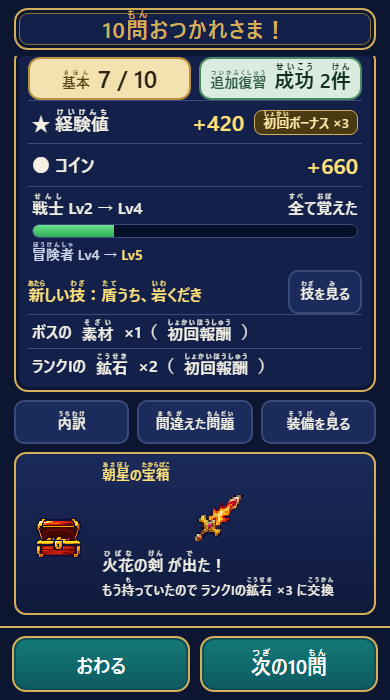 10問おつかれさま！
基本 7 / 10
追加復習 成功 2件
★ 経験値 +420 初回ボーナス ×3
コイン +660
戦士 Lv2 → Lv4 全て覚えた
冒険者 Lv4 → Lv5
新しい技：盾うち、岩くだき 技を見る
ボスの 素材 ×1（ 初回報酬 ）
ランクIの 鉱石 ×2（ 初回報酬 ）
内訳 間違えた問題 装備を見る
朝星の宝箱
火花の剣 が出た！
もう持っていたので ランクIの鉱石 ×3 に交換
おわる 次の10問